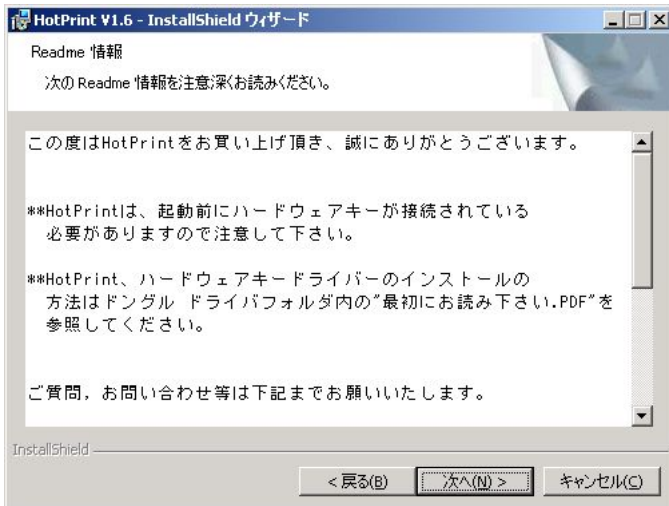 HotPrint V1.6 - InstallShield ウィザード
Readme 情報
次の Readme 情報を注意深くお読みください。
この度はHotPrintをお買い上げ頂き、誠にありがとうございます。
**HotPrintは、起動前にハードウェアキーが接続されている
必要がありますので注意して下さい。
**HotPrint、ハードウェアキードライバーのインストールの
方法はドングル ドライバフォルダ内の"最初にお読み下さい.PDF"を
参照してください。
ご質問，お問い合わせ等は下記までお願いいたします。
InstallShield
< 戻る(B) 次へ(N) > キャンセル(C)